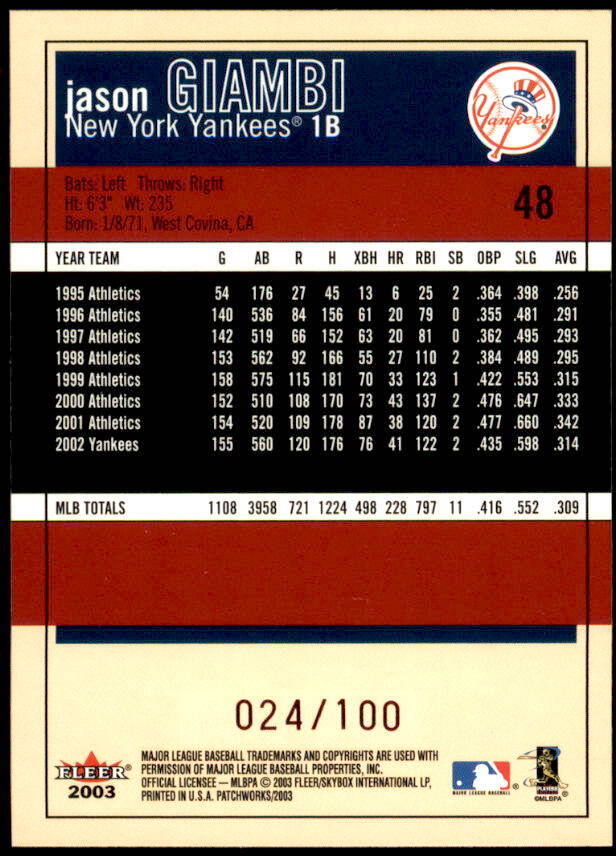 jason GIAMBI
New York Yankees® 1B
Yankees
Bats: Left Throws: Right
Ht: 6'3" Wt: 235
Born: 1/8/71, West Covina, CA
48
YEAR TEAM G AB R H XBH HR RBI SB OBP SLG AVG
1995 Athletics 54 176 27 45 13 6 25 2 .364 .398 .256
1996 Athletics 140 536 84 156 61 20 79 0 .355 .481 .291
1997 Athletics 142 519 66 152 63 20 81 0 .362 .495 .293
1998 Athletics 153 562 92 166 55 27 110 2 .384 .489 .295
1999 Athletics 158 575 115 181 70 33 123 1 .422 .553 .315
2000 Athletics 152 510 108 170 73 43 137 2 .476 .647 .333
2001 Athletics 154 520 109 178 87 38 120 2 .477 .660 .342
2002 Yankees 155 560 120 176 76 41 122 2 .435 .598 .314
MLB TOTALS 1108 3958 721 1224 498 228 797 11 .416 .552 .309
024/100
FLEER
2003
MAJOR LEAGUE BASEBALL TRADEMARKS AND COPYRIGHTS ARE USED WITH
PERMISSION OF MAJOR LEAGUE BASEBALL PROPERTIES, INC.
OFFICIAL LICENSEE – MLBPA © 2003 FLEER/SKYBOX INTERNATIONAL LP,
PRINTED IN U.S.A. PATCHWORKS/2003
MAJOR LEAGUE BASEBALL ®
PLAYERS
©MLBPA